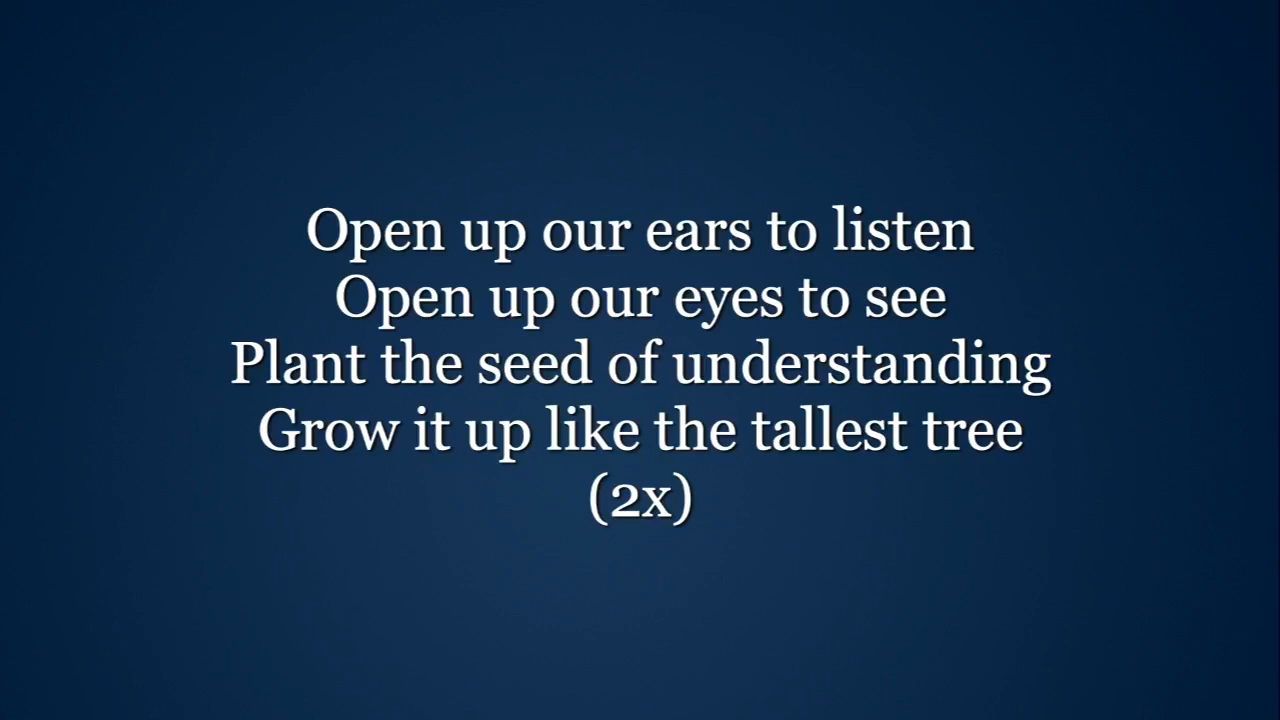 Open up our ears to listen
Open up our eyes to see
Plant the seed of understanding
Grow it up like the tallest tree
(2x)